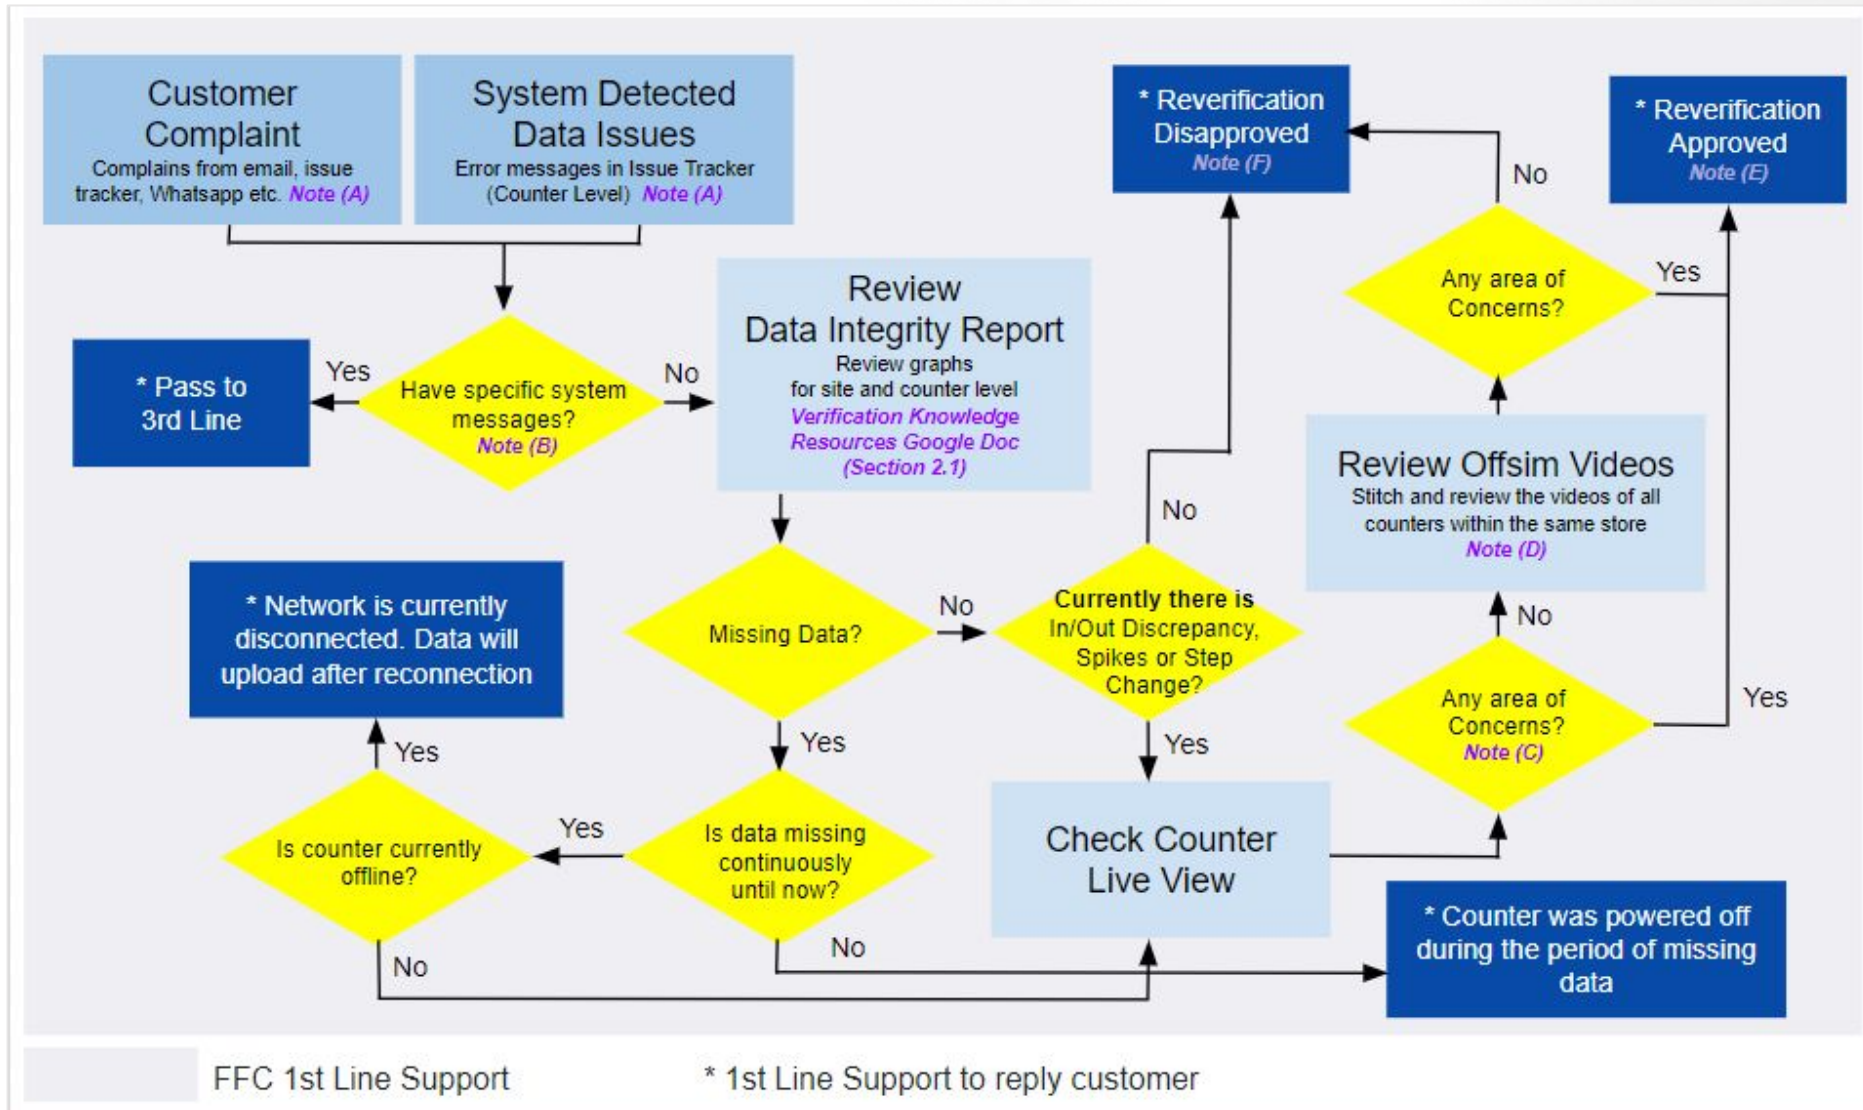 Customer
Complaint
Complains from email, issue
tracker, Whatsapp etc. Note (A)
System Detected
Data Issues
Error messages in Issue Tracker
(Counter Level) Note (A)
* Reverification
Disapproved
Note (F)
* Reverification
Approved
Note (E)
No
Any area of
Concerns?
Yes
Review
Data Integrity Report
Review graphs
for site and counter level
Verification Knowledge
Resources Google Doc
(Section 2.1)
* Pass to
3rd Line
Yes
Have specific system
messages?
Note (B)
No
Review Offsim Videos
Stitch and review the videos of all
counters within the same store
Note (D)
No
* Network is currently
disconnected. Data will
upload after reconnection
Missing Data?
No
Currently there is
In/Out Discrepancy,
Spikes or Step
Change?
No
Any area of
Concerns?
Note (C)
Yes
Yes
Yes
Yes
Is counter currently
offline?
Yes
Is data missing
continuously
until now?
Check Counter
Live View
No
No
* Counter was powered off
during the period of missing
data
FFC 1st Line Support
* 1st Line Support to reply customer